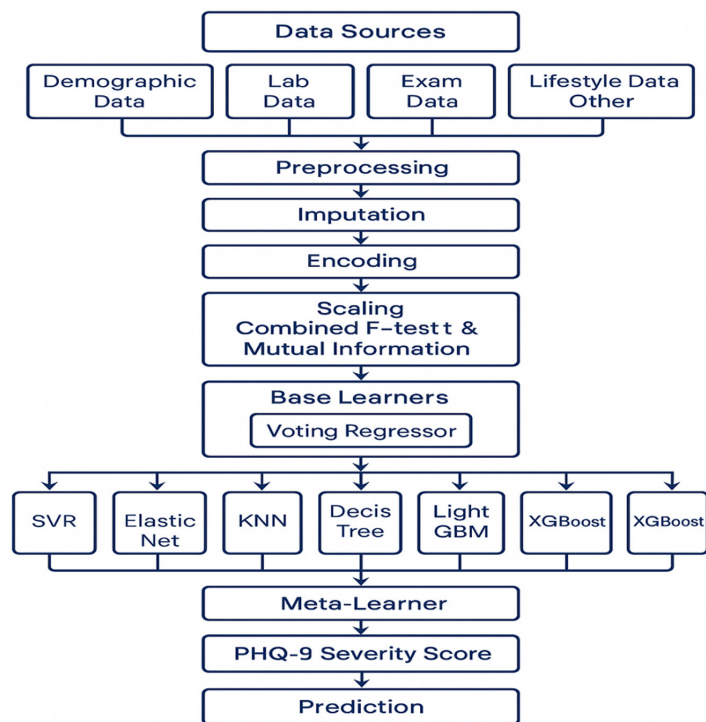 Data Sources
Demographic
Data
Lab
Data
Exam
Data
Lifestyle Data
Other
Preprocessing
Imputation
Encoding
Scaling
Combined F-test t &
Mutual Information
Base Learners
Voting Regressor
SVR
Elastic
Net
KNN
Decis
Tree
Light
GBM
XGBoost
XGBoost
Meta-Learner
PHQ-9 Severity Score
Prediction